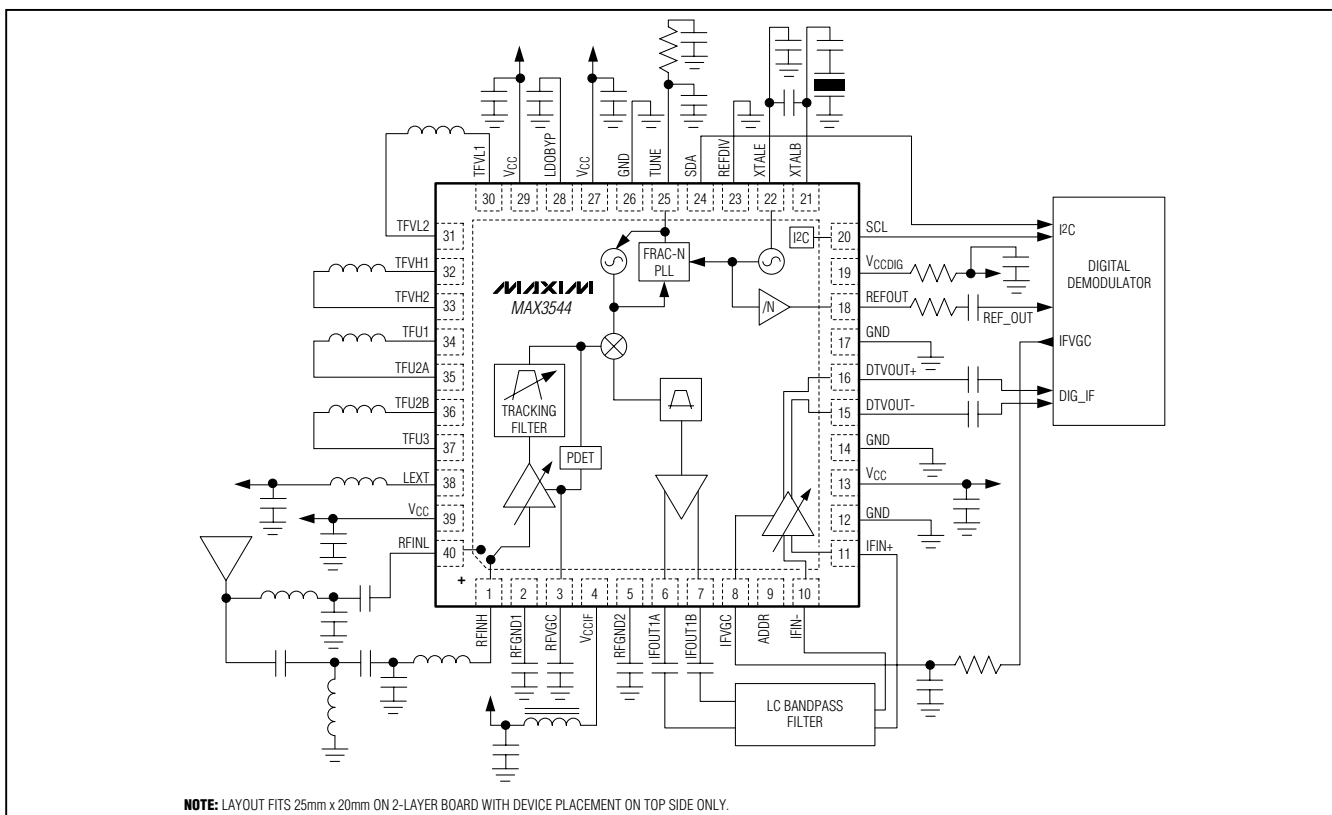 TFVL1
VCC
LDOBYP
VCC
GND
TUNE
SDA
REFDIV
XTALE
XTALB
30
29
28
27
26
25
24
23
22
21
TFVL2
31
TFVH1
32
TFVH2
33
TFU1
34
TFU2A
35
TFU2B
36
TFU3
37
LEXT
38
VCC
39
RFINL
40
+
MAXIM
MAX3544
FRAC-N
PLL
I2C
/N
TRACKING
FILTER
PDET
20
SCL
19
VCCDIG
18
REFOUT
REF_OUT
17
GND
16
DTVOUT+
15
DTVOUT-
14
GND
13
VCC
12
GND
11
IFIN+
I2C
DIGITAL
DEMODULATOR
IFVGC
DIG_IF
1
2
3
4
5
6
7
8
9
10
RFINH
RFGND1
RFVGC
VCCIF
RFGND2
IFOUT1A
IFOUT1B
IFVGC
ADDR
IFIN-
LC BANDPASS
FILTER
NOTE: LAYOUT FITS 25mm x 20mm ON 2-LAYER BOARD WITH DEVICE PLACEMENT ON TOP SIDE ONLY.